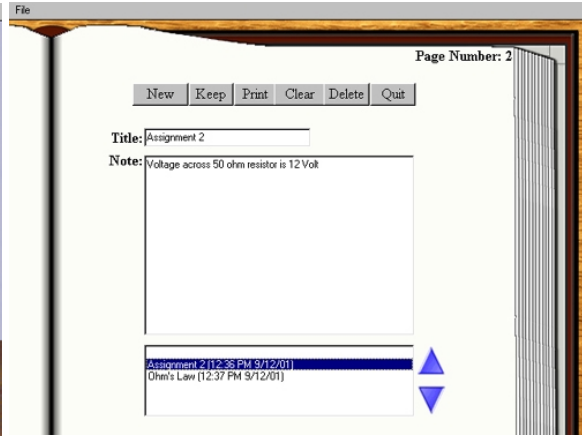 File
Page Number: 2
New Keep Print Clear Delete Quit
Title: Assignment 2
Note: Voltage across 50 ohm resistor is 12 Volt
Assignment 2 (12:36 PM 9/12/01)
Ohm's Law (12:37 PM 9/12/01)